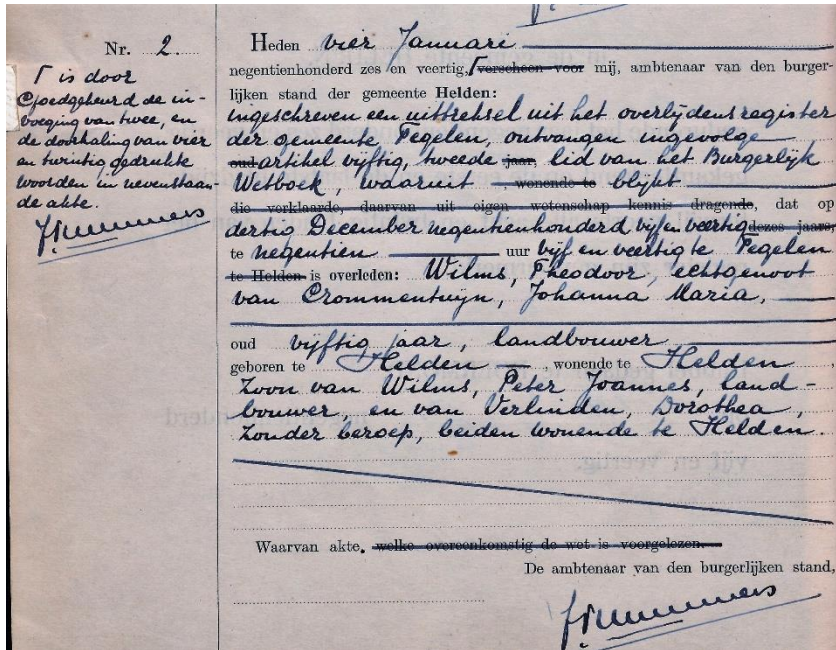 Nr. 2.
Γ is door
Goedgekeurd de in-
voeging van twee, en
de doorhaling van vier
en twintig gedrukte
woorden in nevenstaan-
de akte.
Heden vier Januari
negentienhonderd zes en veertig, Γ verscheen voor mij, ambtenaar van den burger-
lijken stand der gemeente Helden:
ingeschreven een uittreksel uit het overlijdensregister
der gemeente Tegelen, ontvangen ingevolge
oud artikel vijftig, tweede jaar, lid van het Burgerlijk
Wetboek, waaruit wonende te blijkt
die verklaarde, daarvan uit eigen wetenschap kennis dragende, dat op
dertig December negentienhonderd vijf en veertig dezes jaars,
te negentien uur vijf en veertig te Tegelen
te Helden is overleden: Wilms, Theodoor, echtgenoot
van Crommentuyn, Johanna Maria,
oud vijftig jaar, landbouwer
geboren te Helden, wonende te Helden,
zoon van Wilms, Peter Joannes, land-
bouwer, en van Verlinden, Dorothea,
zonder beroep, beiden wonende te Helden.
Waarvan akte. welke overeenkomstig de wet is voorgelezen.
De ambtenaar van den burgerlijken stand,